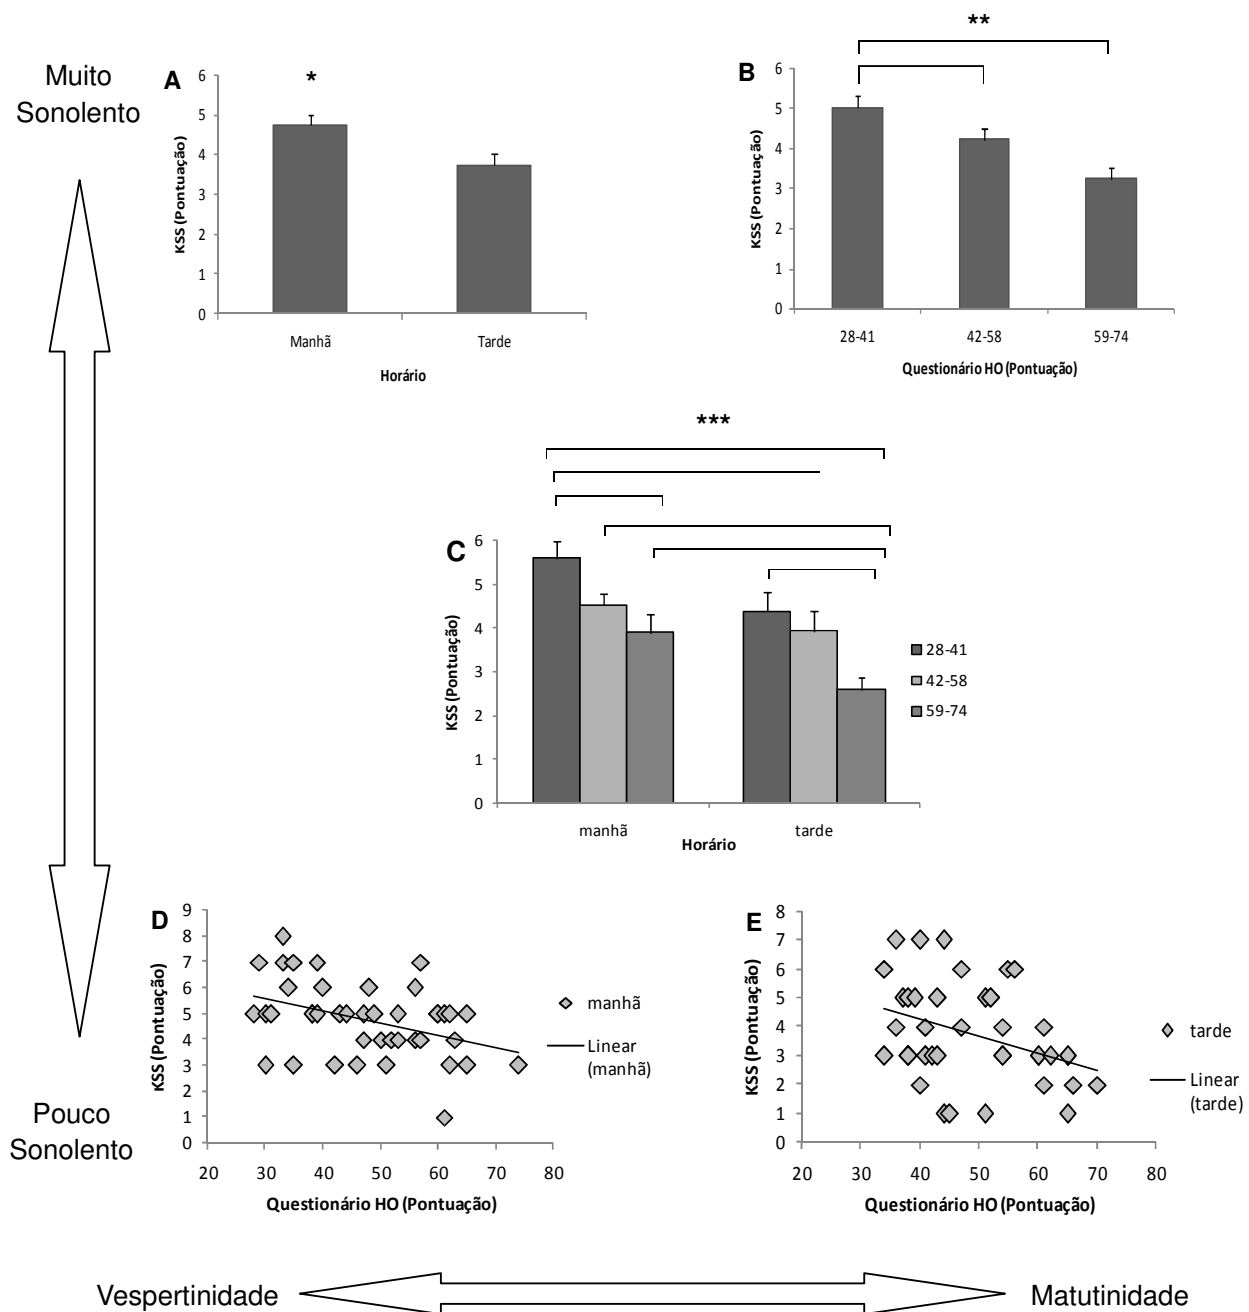 Muito
Sonolento
A
*
6
5
4
3
2
1
0
KSS (Pontuação)
Manhã
Tarde
Horário
**
B
6
5
4
3
2
1
0
KSS (Pontuação)
28-41
42-58
59-74
Questionário HO (Pontuação)
***
C
6
5
4
3
2
1
0
KSS (Pontuação)
manhã
tarde
Horário
28-41
42-58
59-74
D
9
8
7
6
5
4
3
2
1
0
KSS (Pontuação)
20 30 40 50 60 70 80
Questionário HO (Pontuação)
manhã
Linear
(manhã)
E
8
7
6
5
4
3
2
1
0
KSS (Pontuação)
20 30 40 50 60 70 80
Questionário HO (Pontuação)
tarde
Linear
(tarde)
Pouco
Sonolento
Vespertinidade
Matutinidade